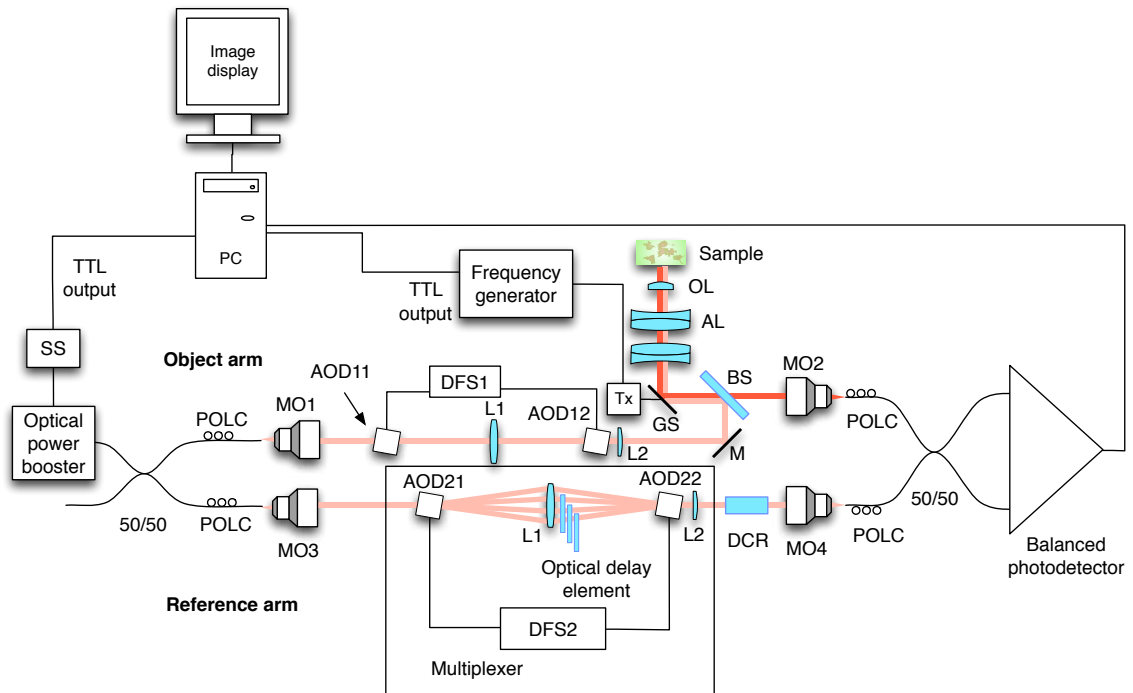 Image
display
PC
TTL
output
TTL
output
Frequency
generator
Sample
OL
AL
SS
Object arm
AOD11
DFS1
AOD12
Tx
GS
BS
MO2
POLC
Optical
power
booster
POLC
MO1
L1
L2
M
50/50
POLC
MO3
AOD21
L1
Optical delay
element
AOD22
L2
DCR
MO4
POLC
50/50
Balanced
photodetector
Reference arm
DFS2
Multiplexer